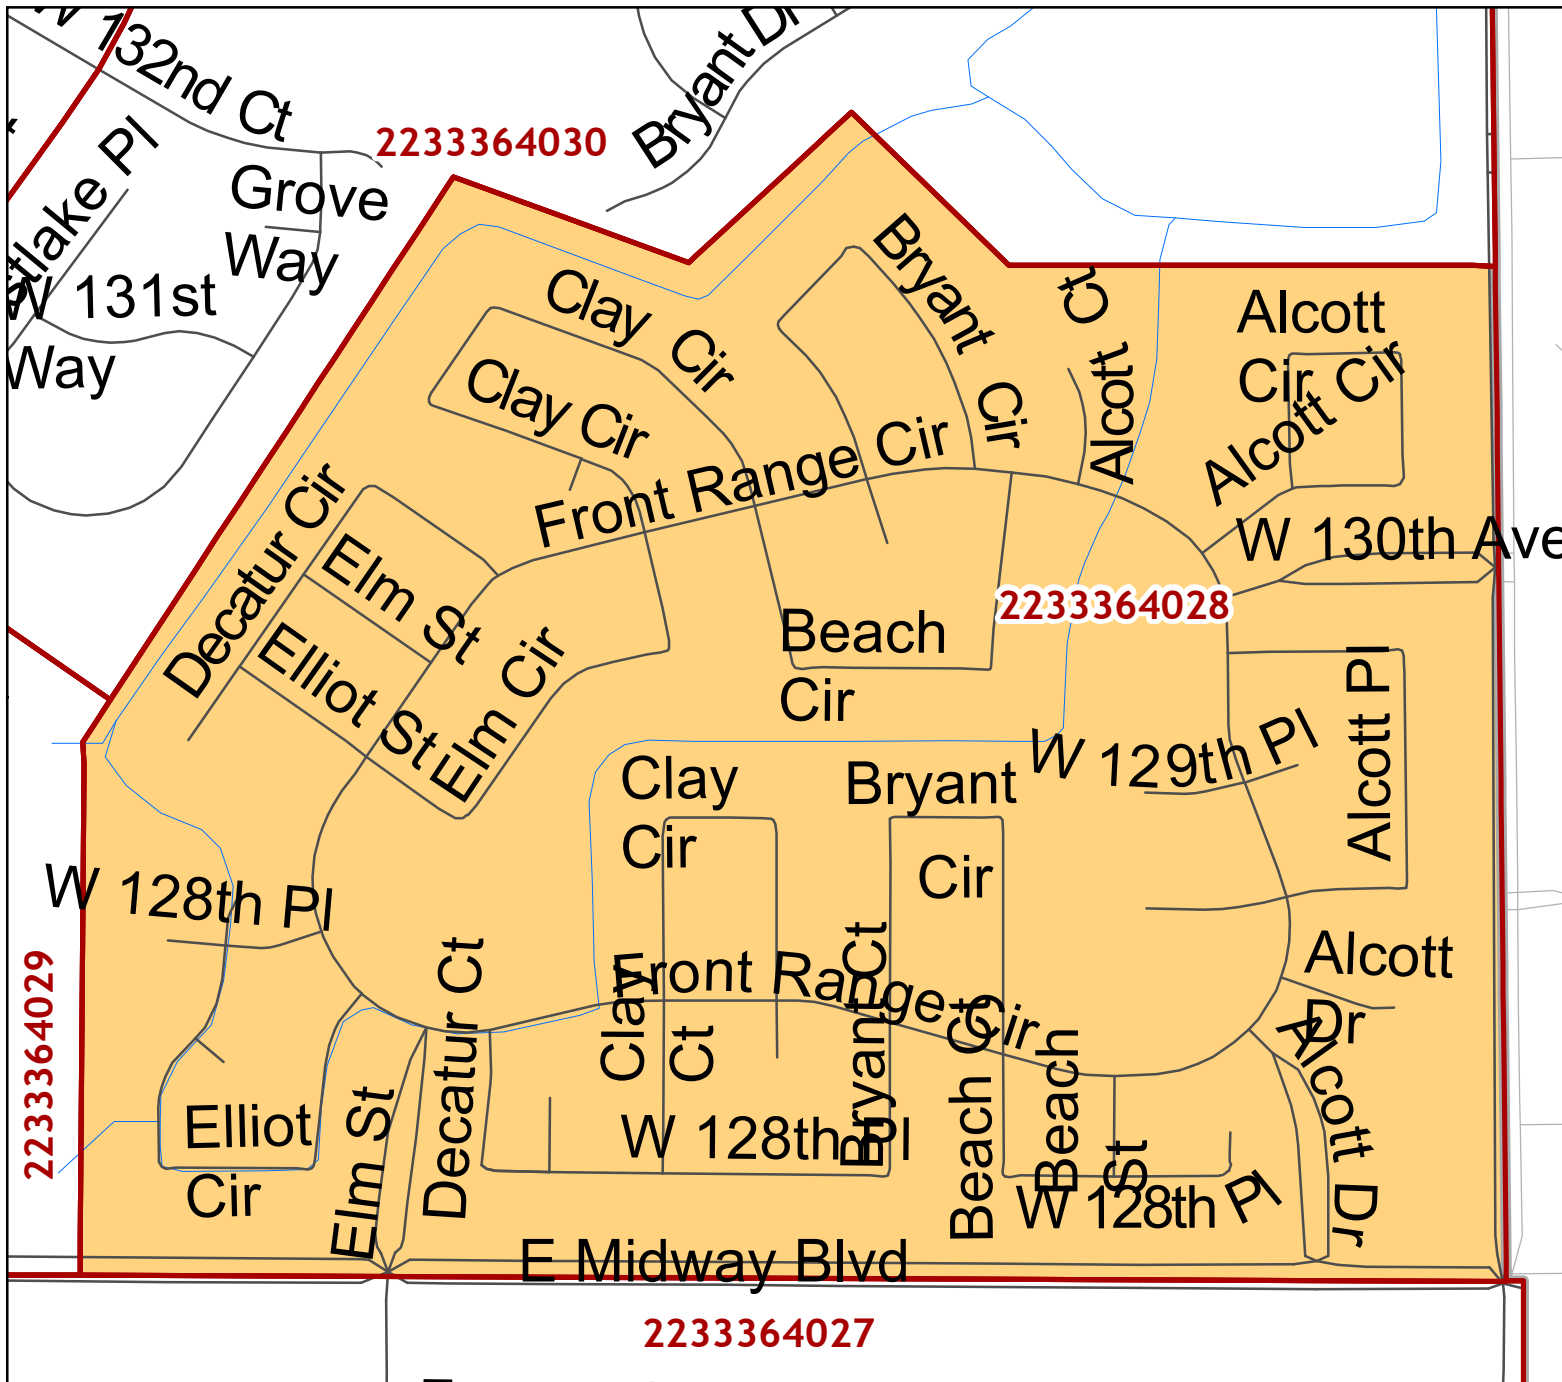 W 132nd Ct
Bryant Dr
2233364030
Grove
Way
W 131st
Way
Clay Cir
Clay Cir
Bryant Cir
Alcott Ct
Alcott
Cir
Alcott Cir
Front Range Cir
W 130th Ave
Decatur Cir
Elm St
Elliot St
Elm Cir
2233364028
Beach
Cir
W 129th Pl
Alcott Pl
Clay
Cir
Bryant
Cir
W 128th Pl
2233364029
Front Range Cir
Clay
Ct
Bryant Ct
Beach Ct
Beach
St
Alcott
Dr
Alcott Dr
Decatur Ct
Elm St
Elliot
Cir
W 128th Pl
W 128th Pl
E Midway Blvd
2233364027